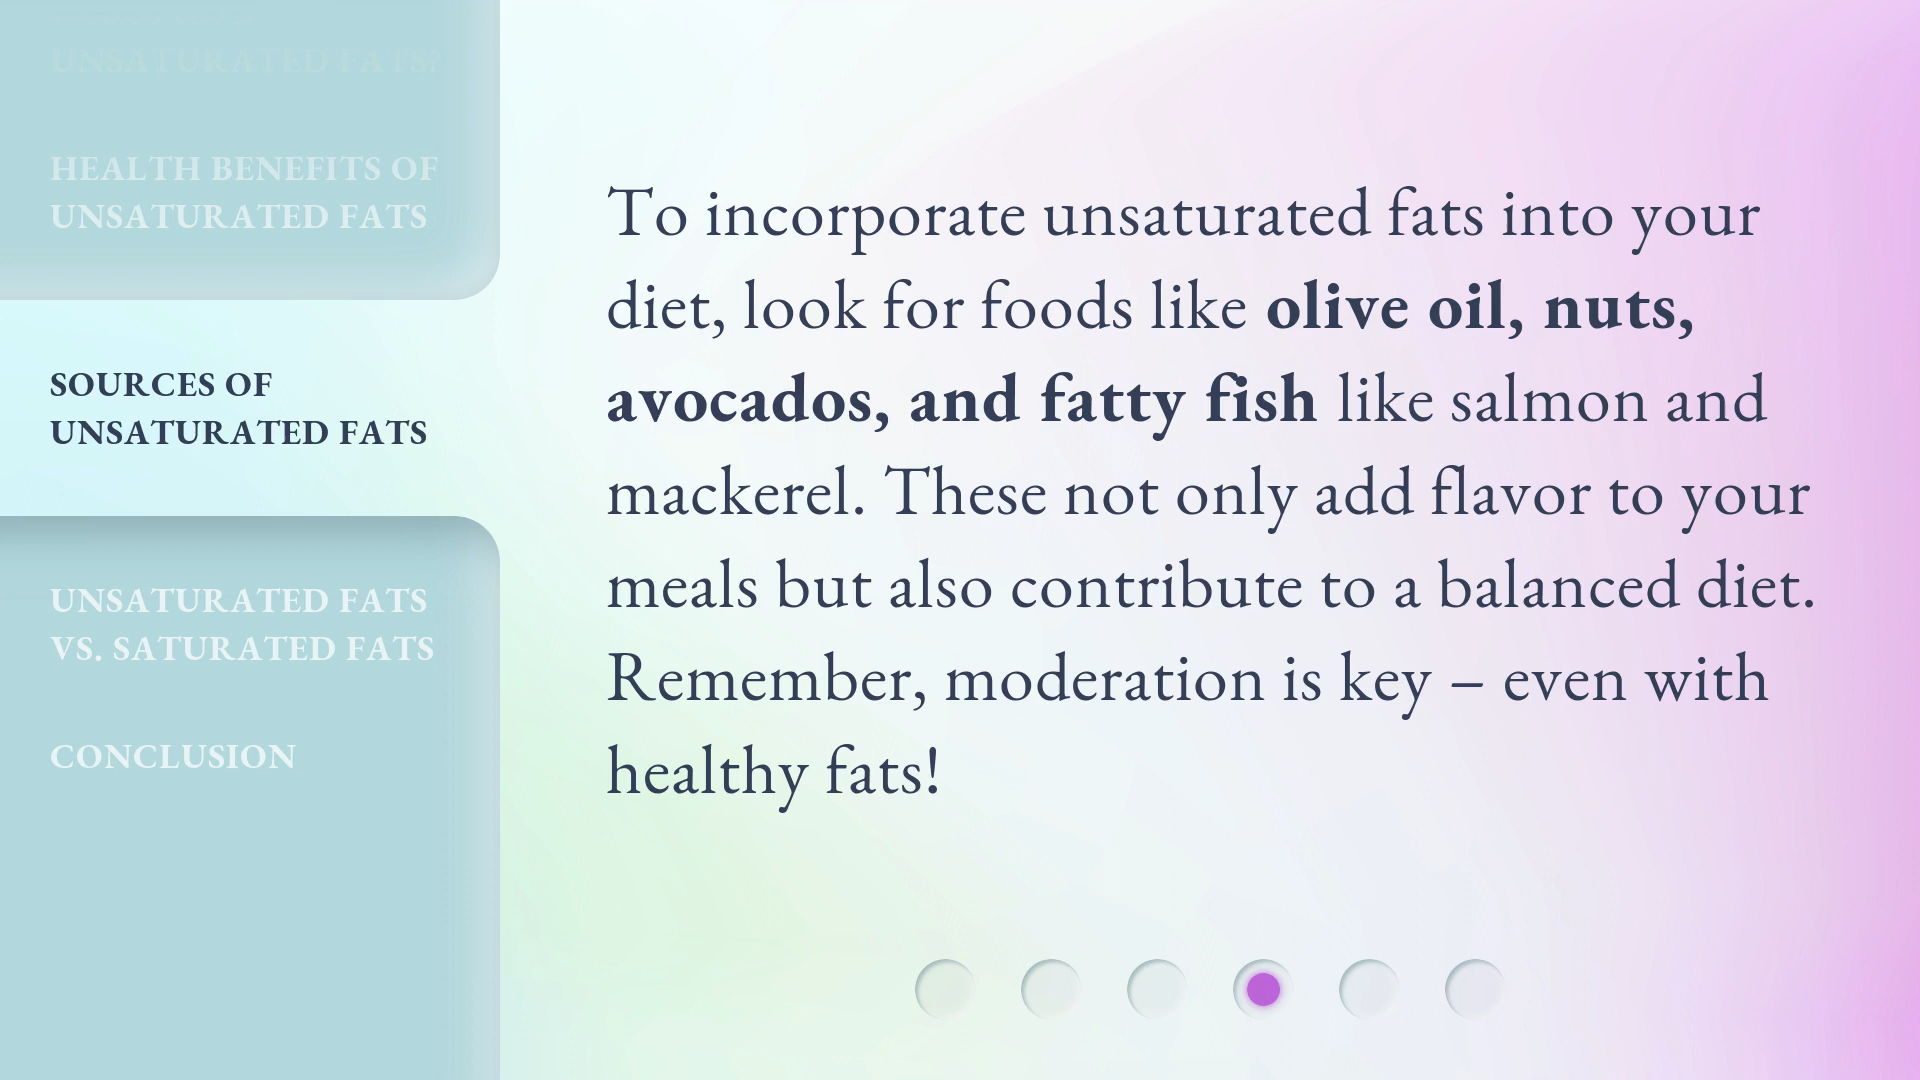 UNSATURATED FATS?
HEALTH BENEFITS OF
UNSATURATED FATS
SOURCES OF
UNSATURATED FATS
UNSATURATED FATS
VS. SATURATED FATS
CONCLUSION
To incorporate unsaturated fats into your
diet, look for foods like olive oil, nuts,
avocados, and fatty fish like salmon and
mackerel. These not only add flavor to your
meals but also contribute to a balanced diet.
Remember, moderation is key – even with
healthy fats!